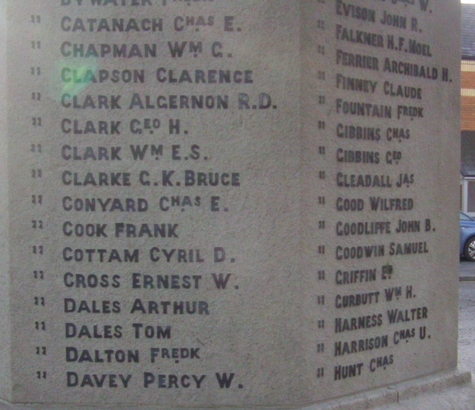 " CATANACH CHAS E.
" CHAPMAN WM G.
" CLAPSON CLARENCE
" CLARK ALGERNON R.D.
" CLARK GEO H.
" CLARK WM E.S.
" CLARKE G.K.BRUCE
" CONYARD CHAS E.
" COOK FRANK
" COTTAM CYRIL D.
" CROSS ERNEST W.
" DALES ARTHUR
" DALES TOM
" DALTON FREDK
" DAVEY PERCY W.
" EVISON JOHN R.
" FALKNER H.F.NOEL
" FERRIER ARCHIBALD H.
" FINNEY CLAUDE
" FOUNTAIN FREDK
" GIBBINS CHAS
" GIBBINS GEO
" GLEADALL JAS
" GOOD WILFRED
" GOODLIFFE JOHN B.
" GOODWIN SAMUEL
" GRIFFIN ED
" GURBUTT WM H.
" HARNESS WALTER
" HARRISON CHAS U.
" HUNT CHAS